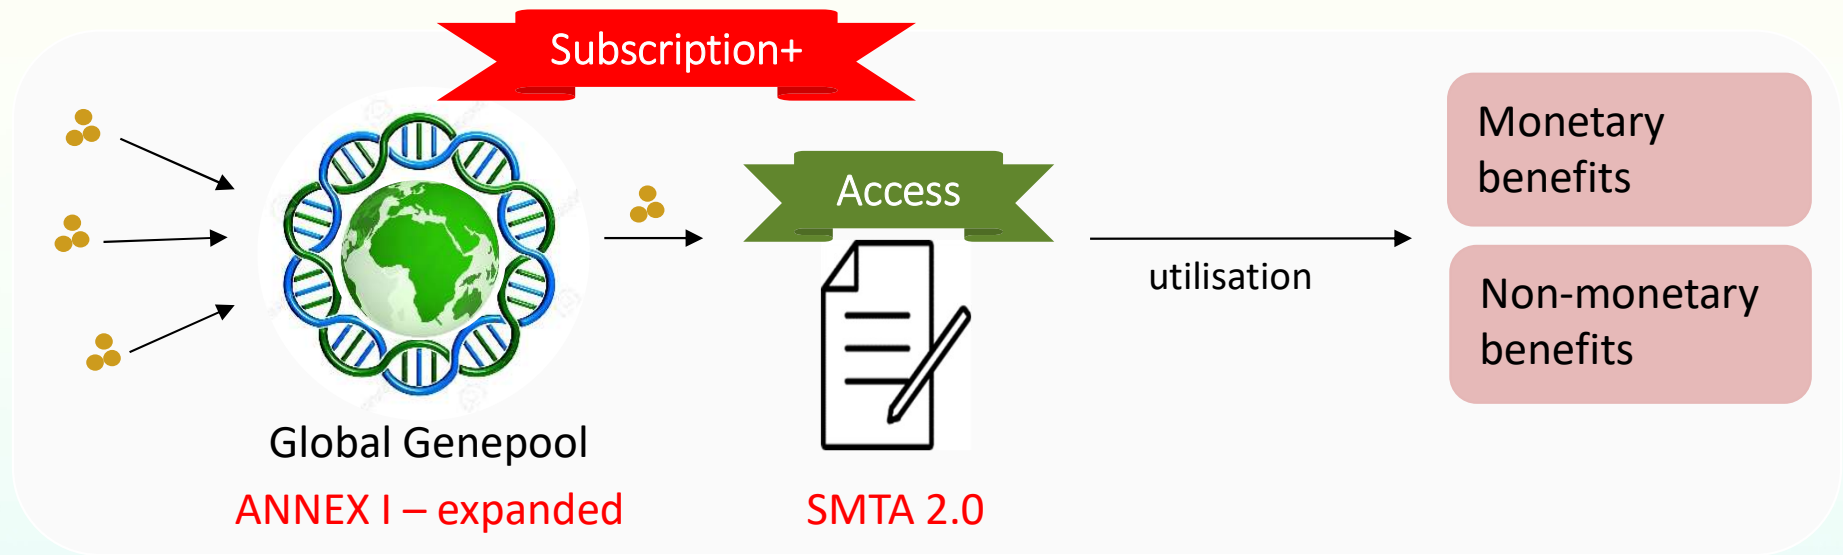 Subscription+
Access
Monetary
benefits
utilisation
Non-monetary
benefits
Global Genepool
ANNEX I – expanded
SMTA 2.0